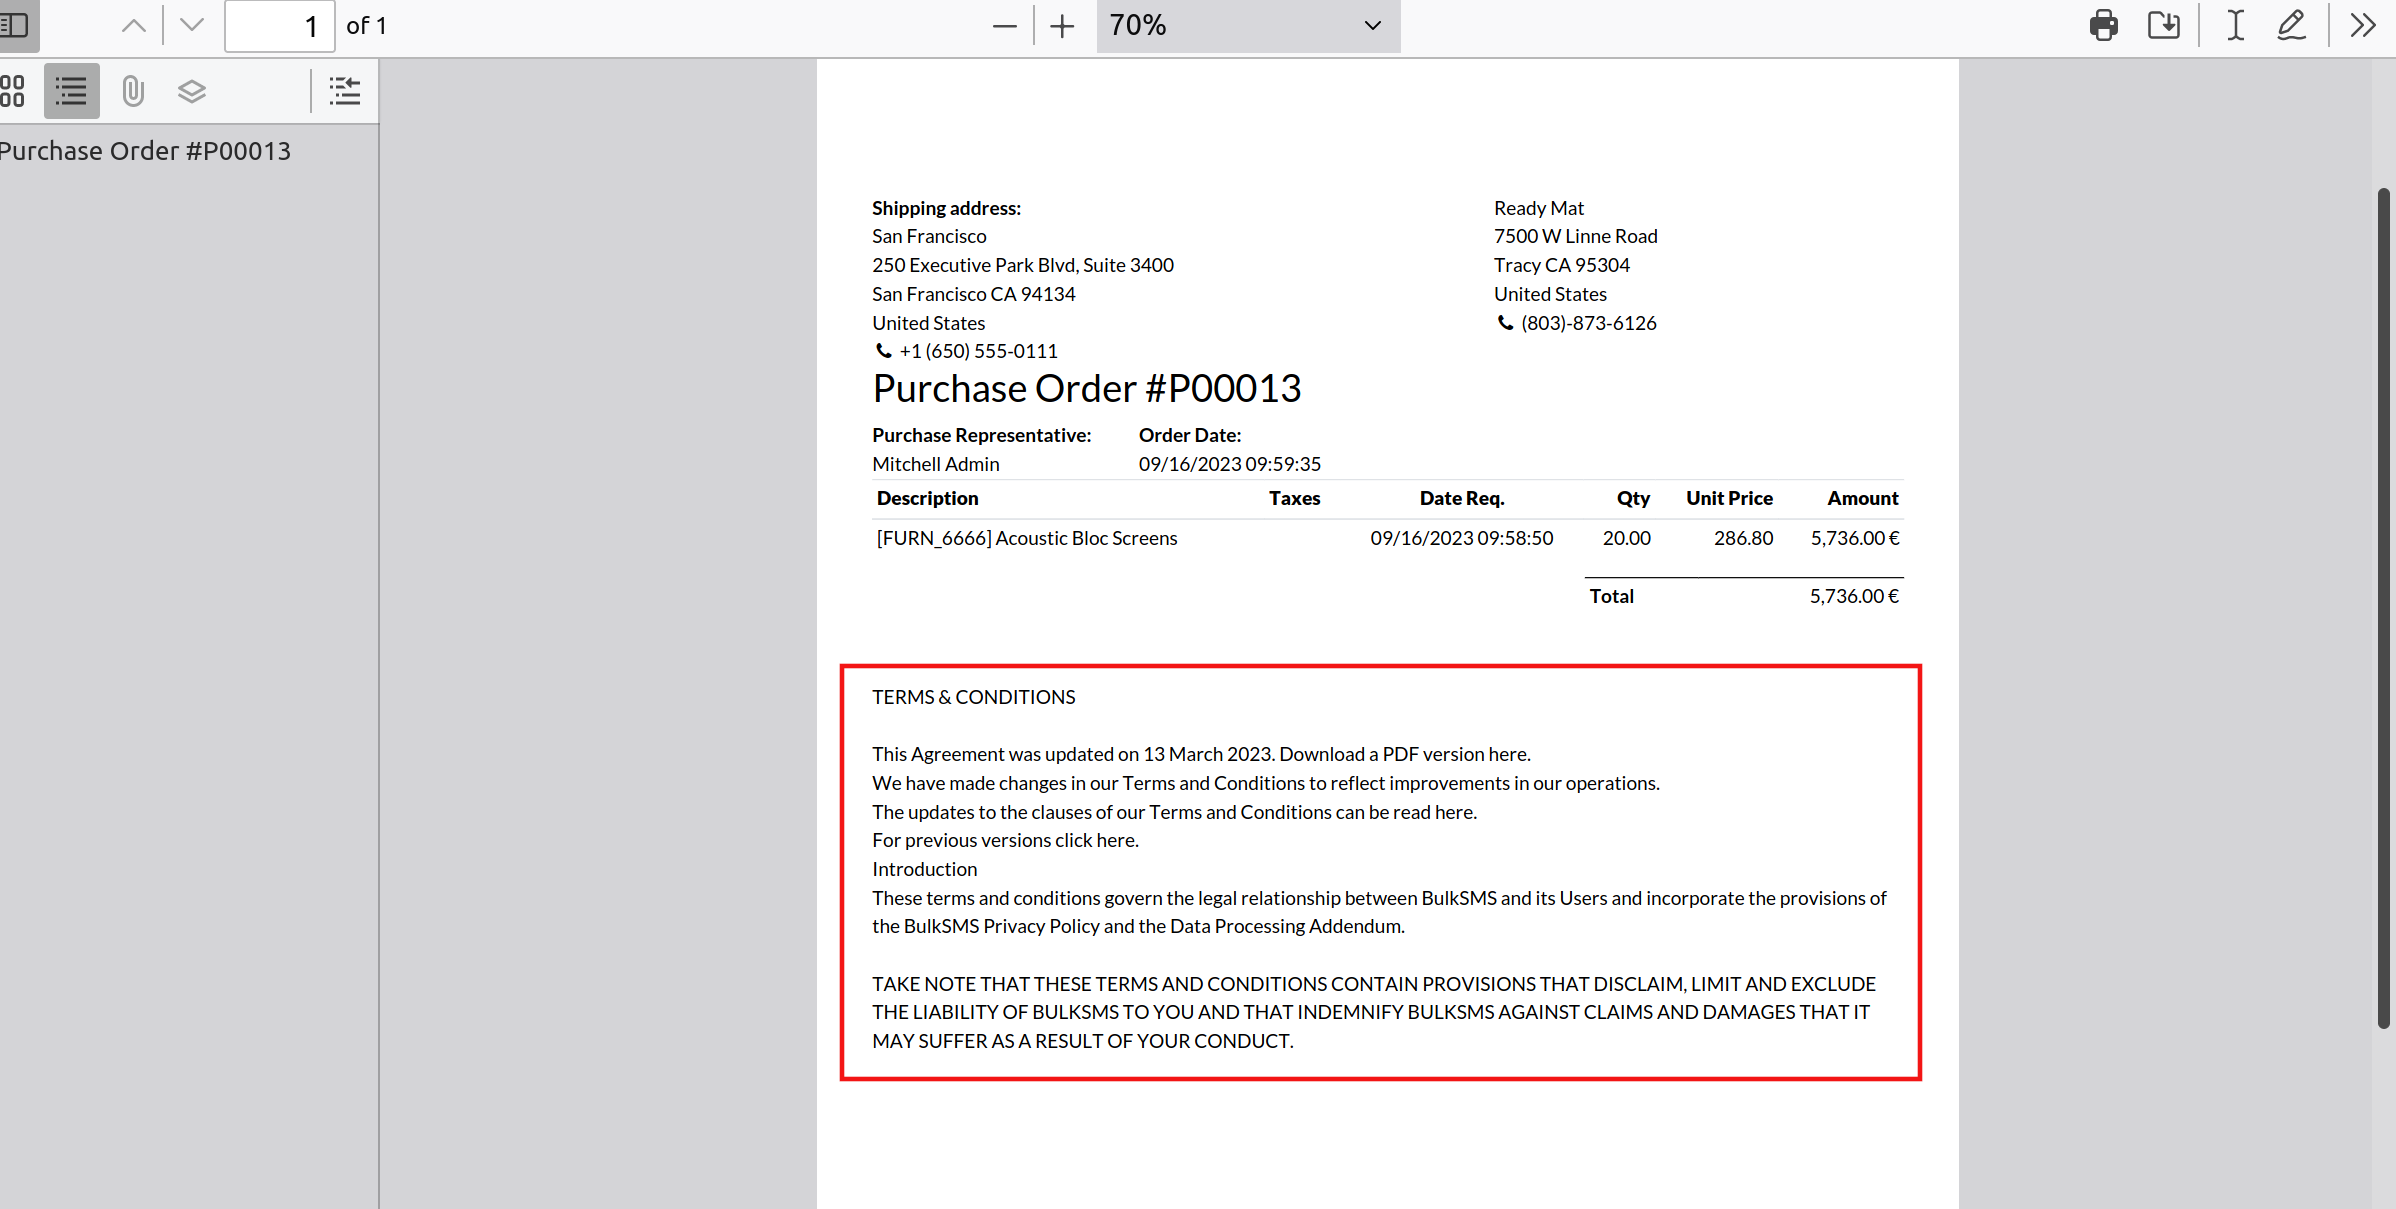 1 of 1
70%
Purchase Order #P00013
Shipping address:
San Francisco
250 Executive Park Blvd, Suite 3400
San Francisco CA 94134
United States
+1 (650) 555-0111
Ready Mat
7500 W Linne Road
Tracy CA 95304
United States
(803)-873-6126
Purchase Order #P00013
Purchase Representative: Order Date:
Mitchell Admin 09/16/2023 09:59:35
Description Taxes Date Req. Qty Unit Price Amount
[FURN_6666] Acoustic Bloc Screens 09/16/2023 09:58:50 20.00 286.80 5,736.00 €
Total 5,736.00 €
TERMS & CONDITIONS
This Agreement was updated on 13 March 2023. Download a PDF version here.
We have made changes in our Terms and Conditions to reflect improvements in our operations.
The updates to the clauses of our Terms and Conditions can be read here.
For previous versions click here.
Introduction
These terms and conditions govern the legal relationship between BulkSMS and its Users and incorporate the provisions of
the BulkSMS Privacy Policy and the Data Processing Addendum.
TAKE NOTE THAT THESE TERMS AND CONDITIONS CONTAIN PROVISIONS THAT DISCLAIM, LIMIT AND EXCLUDE
THE LIABILITY OF BULKSMS TO YOU AND THAT INDEMNIFY BULKSMS AGAINST CLAIMS AND DAMAGES THAT IT
MAY SUFFER AS A RESULT OF YOUR CONDUCT.